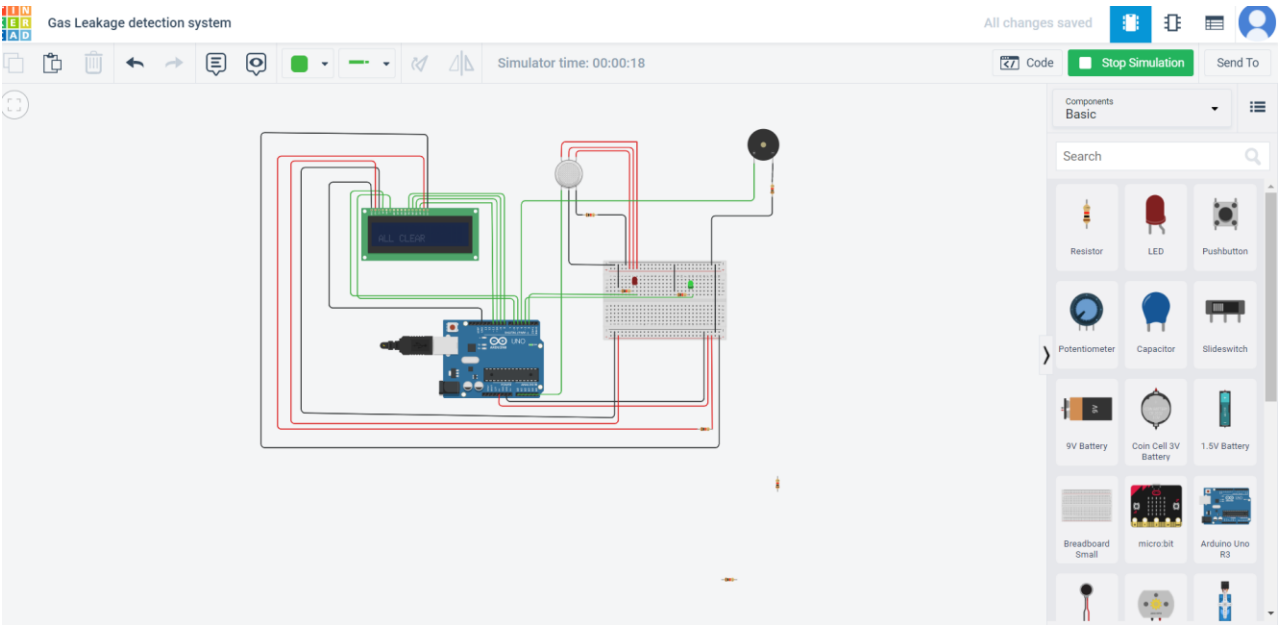 TIN
KER
CAD
Gas Leakage detection system
All changes saved
Simulator time: 00:00:18
Code
Stop Simulation
Send To
Components
Basic
Search
Resistor
LED
Pushbutton
Potentiometer
Capacitor
Slideswitch
9V
9V Battery
Coin Cell 3V
Battery
1.5V Battery
Breadboard
Small
micro:bit
Arduino Uno
R3
ALL CLEAR
UNO